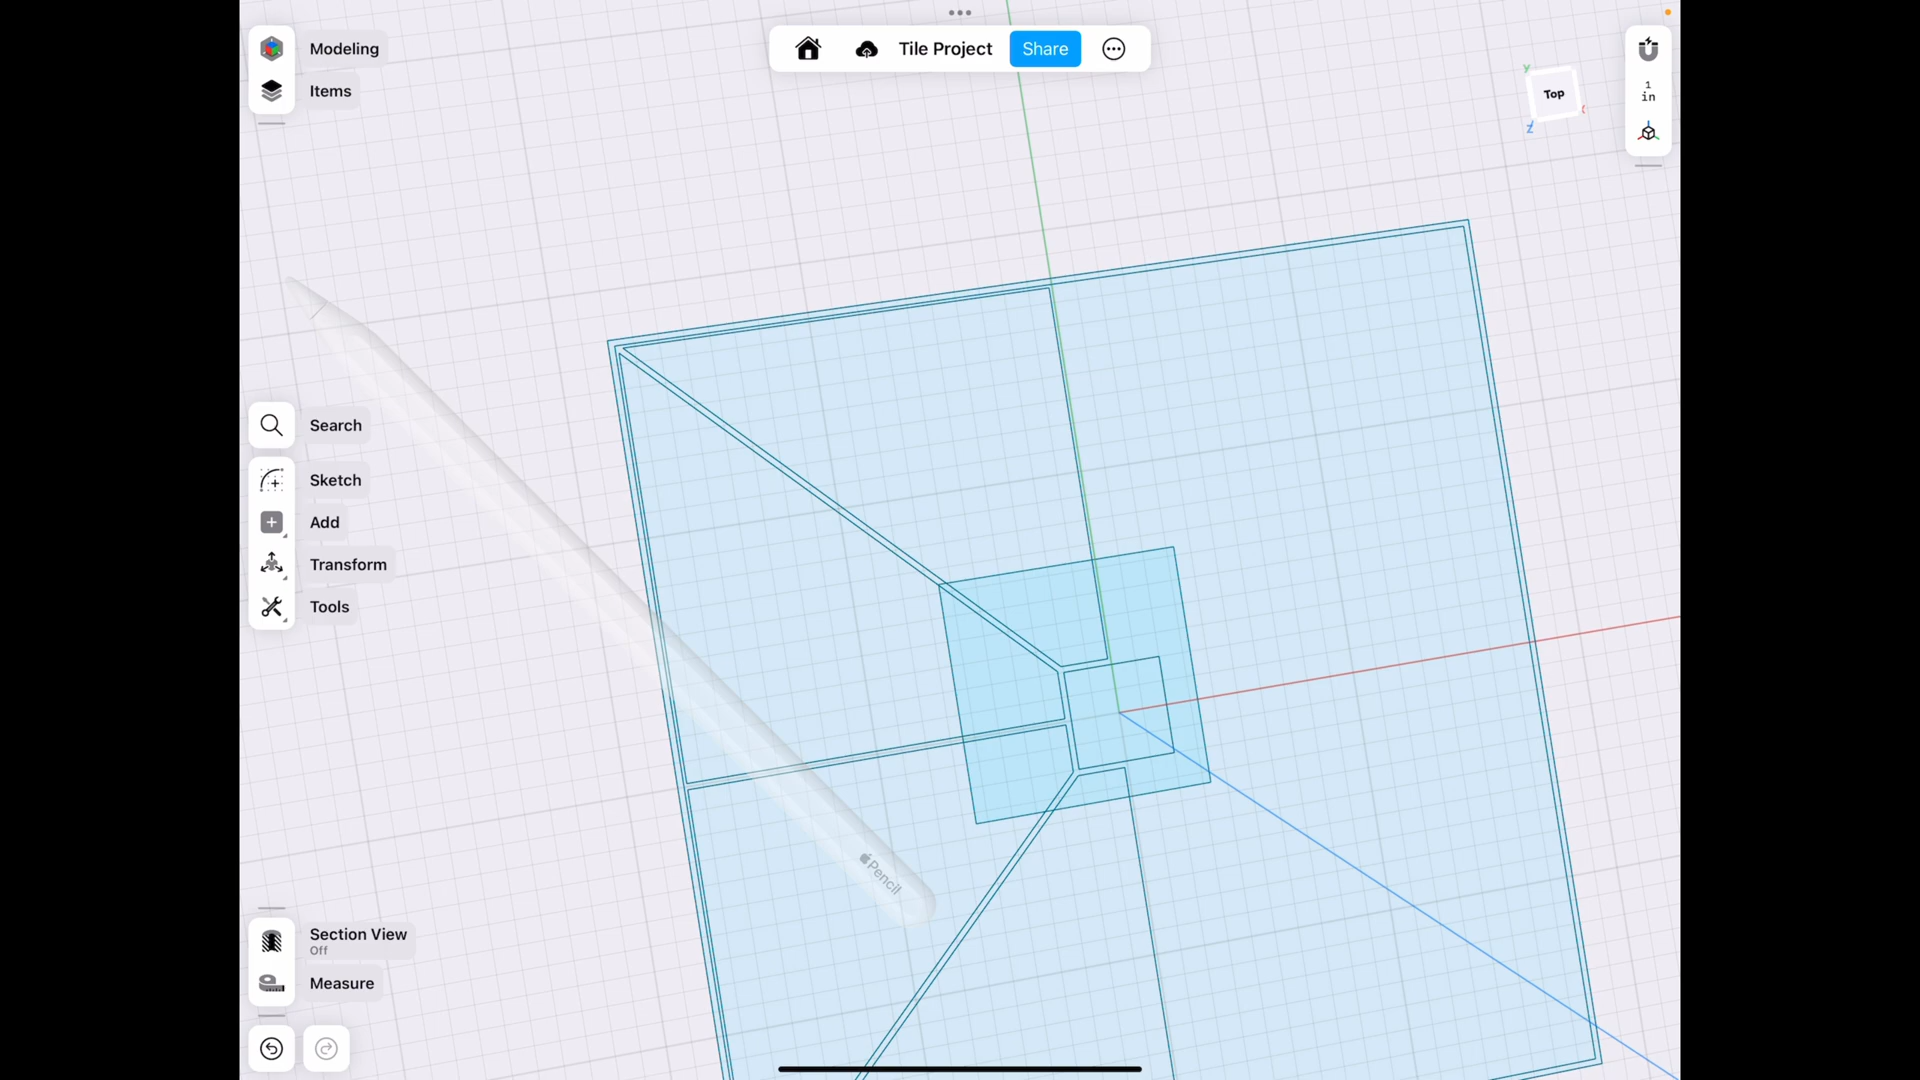 Modeling
Items
Tile Project
Share
Y
Top
X
Z
1
in
Search
Sketch
Add
Transform
Tools
Pencil
Section View
Off
Measure